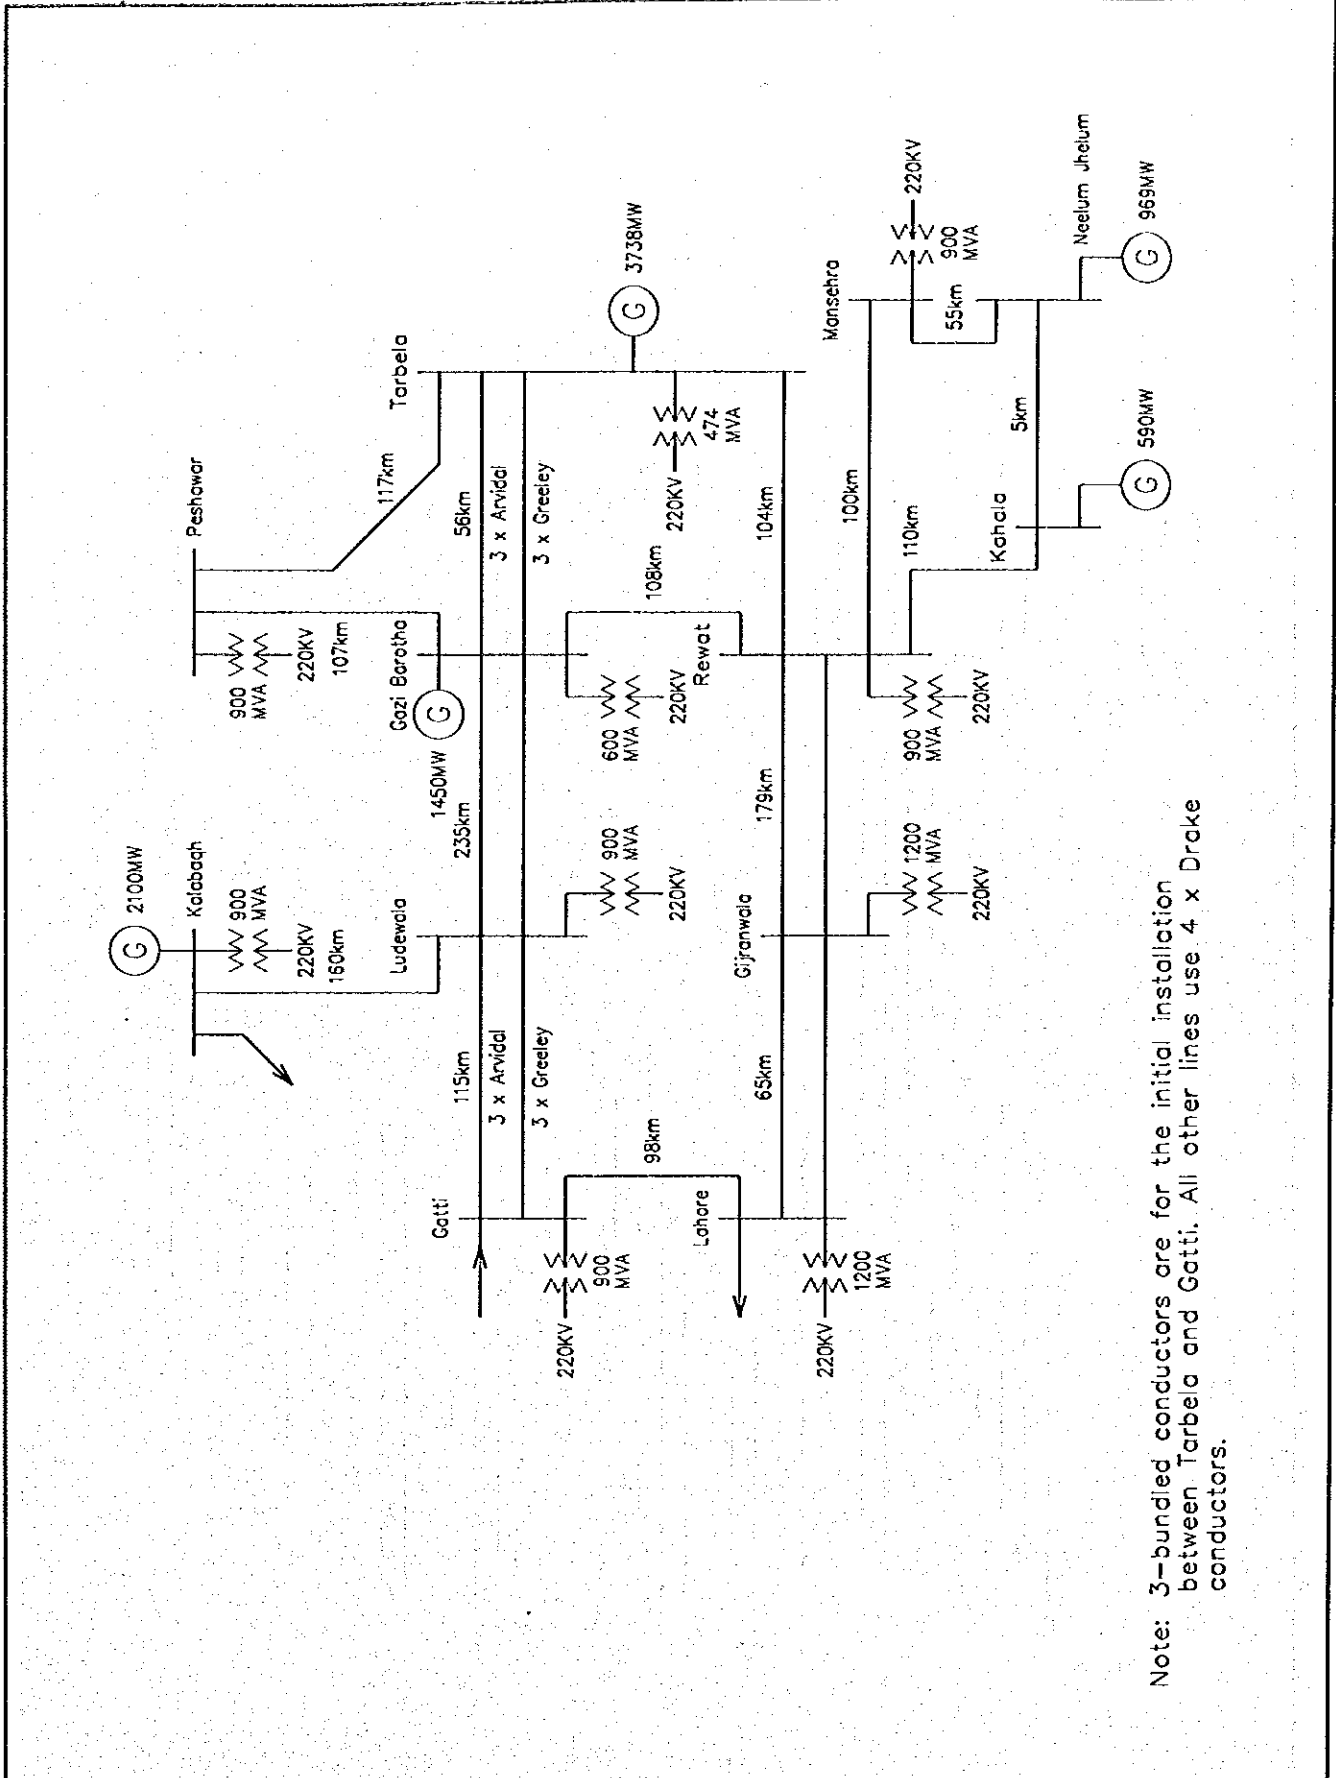 2100MW
Kalabagh
900
MVA
220KV
160km
Peshawar
900
MVA
220KV
107km
117km
Tarbela
Gazi Barotha
1450MW
Ludewala
Gatti
115km
235km
56km
3 x Arvidal
3 x Arvidal
3 x Greeley
3 x Greeley
G
G
G
3738MW
900
MVA
220KV
98km
900
MVA
220KV
600
MVA
220KV
108km
474
MVA
220KV
Lahore
Gijranwala
Rewat
65km
179km
104km
1200
MVA
220KV
1200
MVA
220KV
900
MVA
220KV
Mansehra
100km
110km
900
MVA
220KV
55km
Kahala
5km
Neelum Jhelum
G
590MW
G
969MW
Note: 3-bundled conductors are for the initial installation
between Tarbela and Gatti. All other lines use 4 x Drake
conductors.